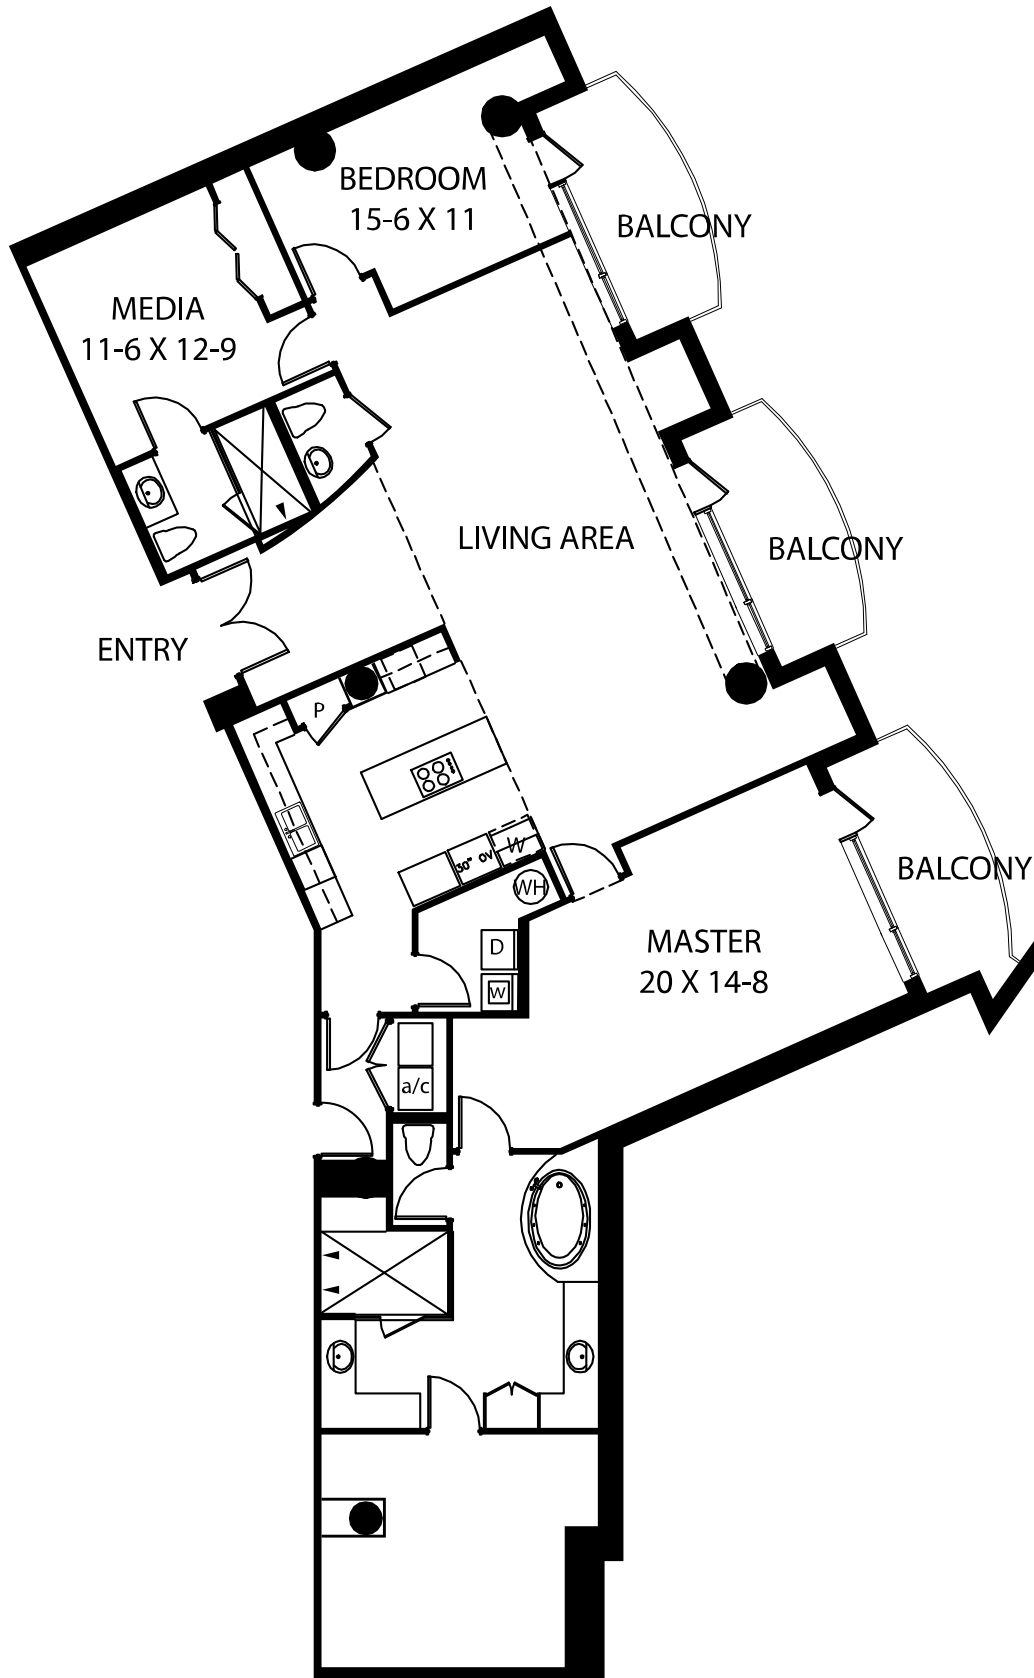 BEDROOM
15-6 X 11
BALCONY
MEDIA
11-6 X 12-9
LIVING AREA
BALCONY
ENTRY
P
30" OV
W
WH
BALCONY
D
W
MASTER
20 X 14-8
a/c